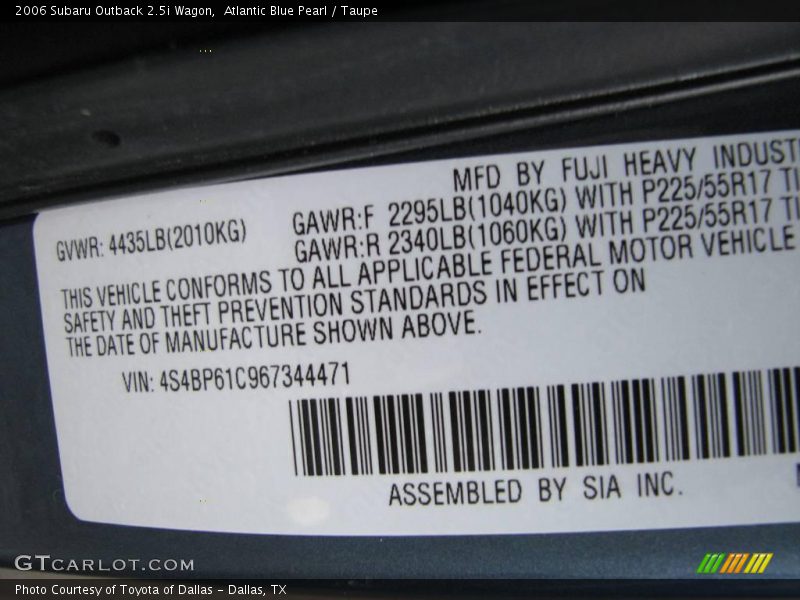 2006 Subaru Outback 2.5i Wagon,  Atlantic Blue Pearl / Taupe
MFD BY FUJI HEAVY
GVWR: 4435LB(2010KG)
GAWR:F 2295LB(1040KG) WITH P225/55R17
GAWR:R 2340LB(1060KG) WITH P225/55R17
THIS VEHICLE CONFORMS TO ALL APPLICABLE FEDERAL MOTOR VEHICLE
SAFETY AND THEFT PREVENTION STANDARDS IN EFFECT ON
THE DATE OF MANUFACTURE SHOWN ABOVE.
VIN: 4S4BP61C967344471
ASSEMBLED BY SIA INC.
GTCARLOT.COM
Photo Courtesy of Toyota of Dallas - Dallas, TX